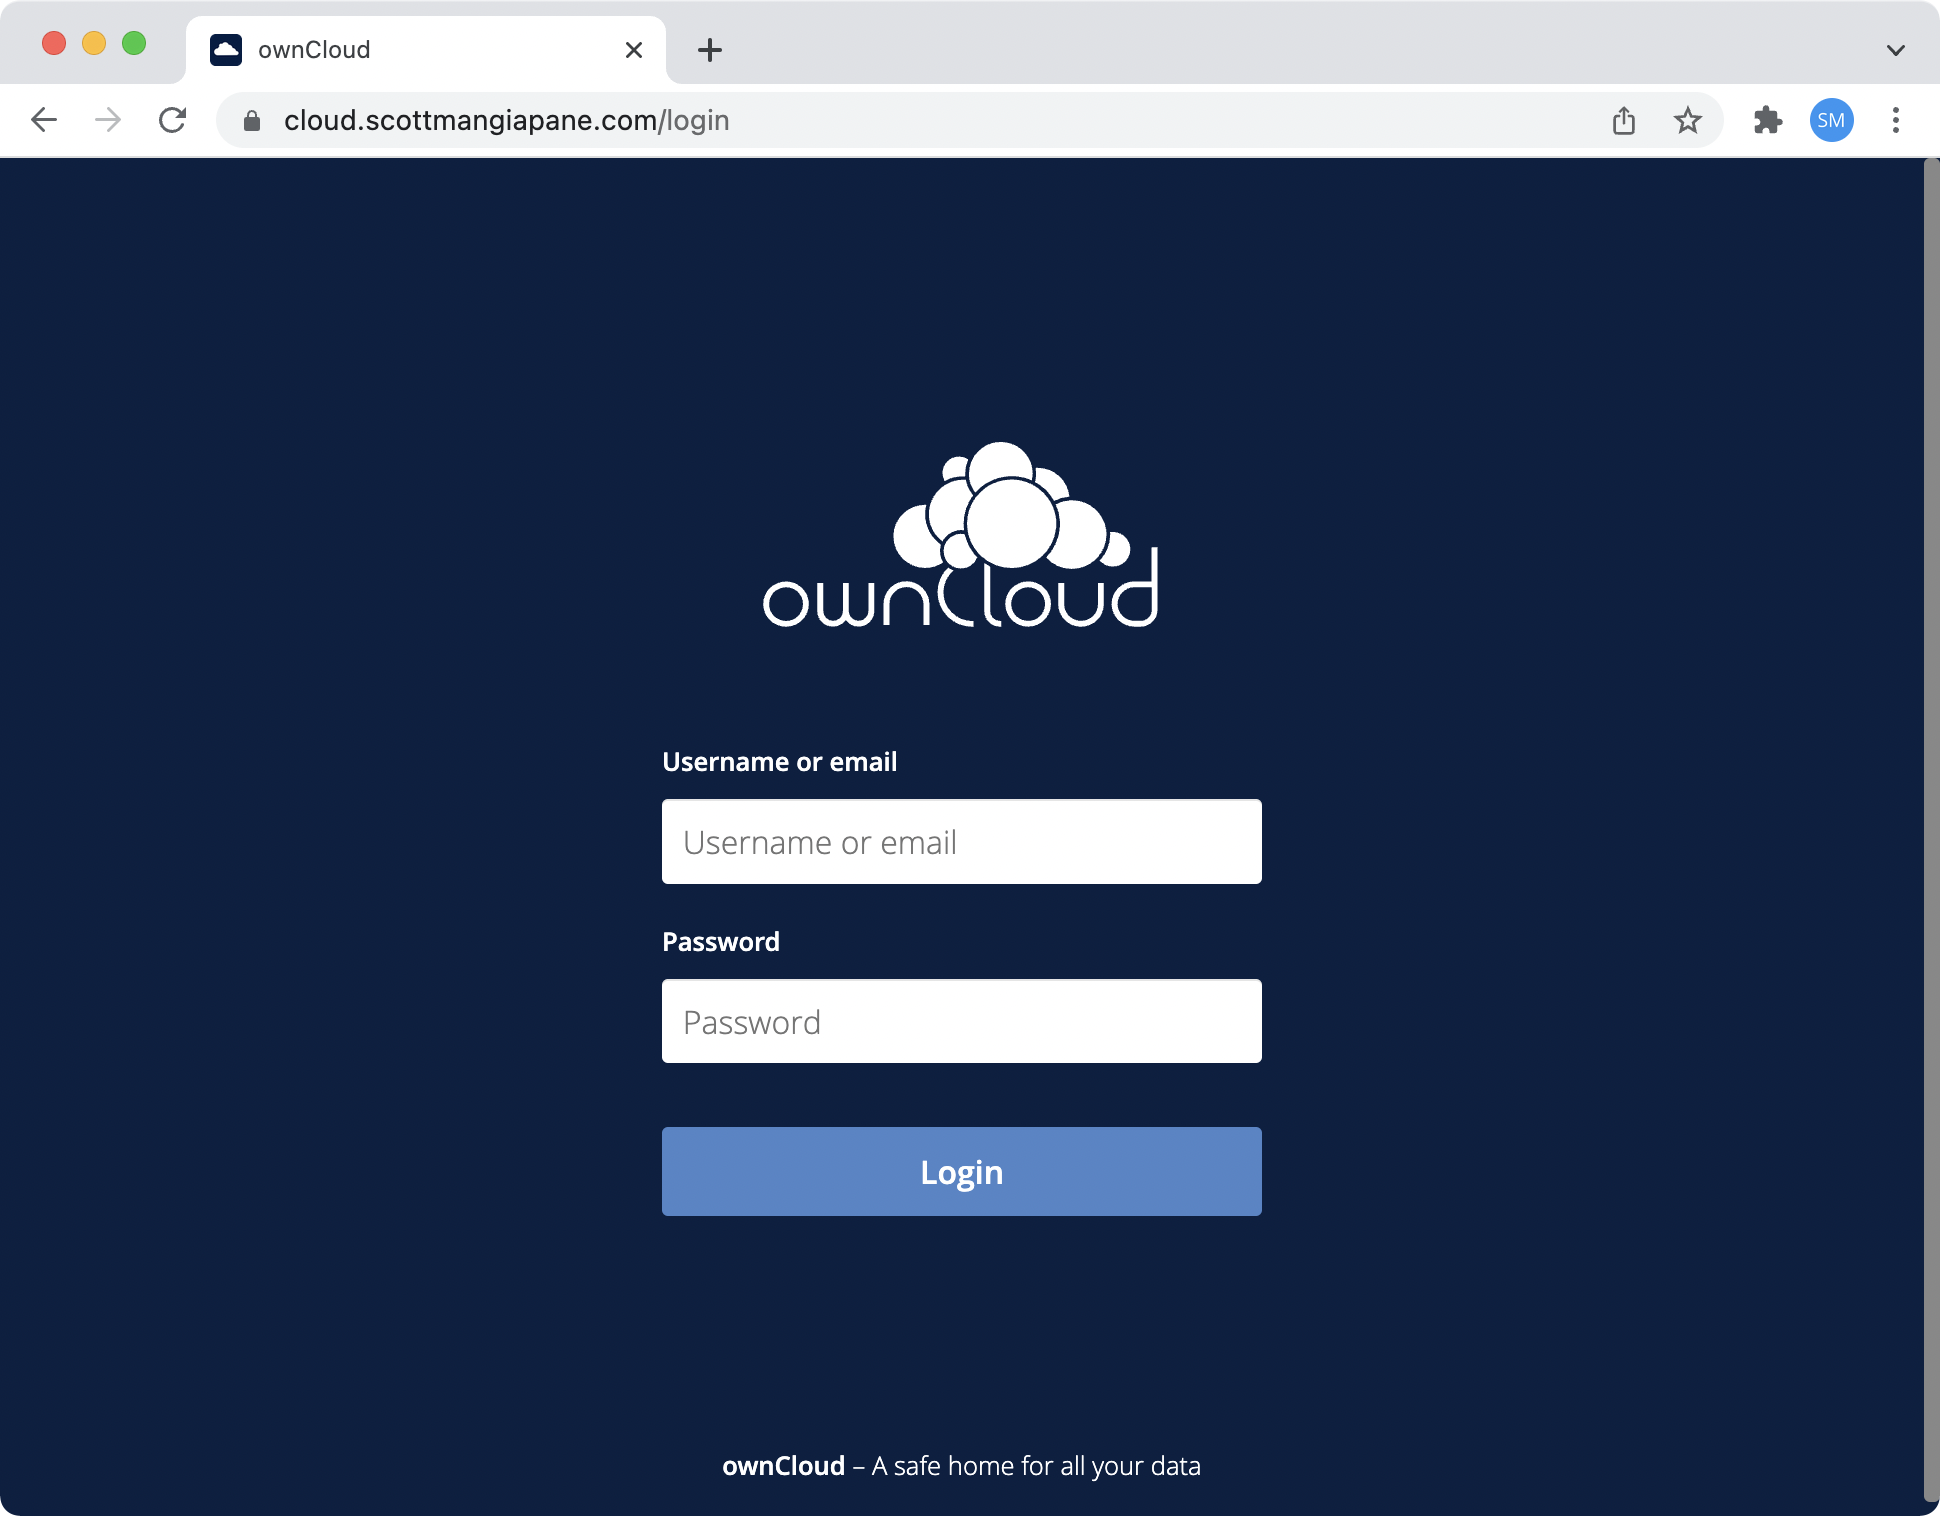 ownCloud
cloud.scottmangiapane.com/login
SM
ownCloud
Username or email
Username or email
Password
Password
Login
ownCloud – A safe home for all your data